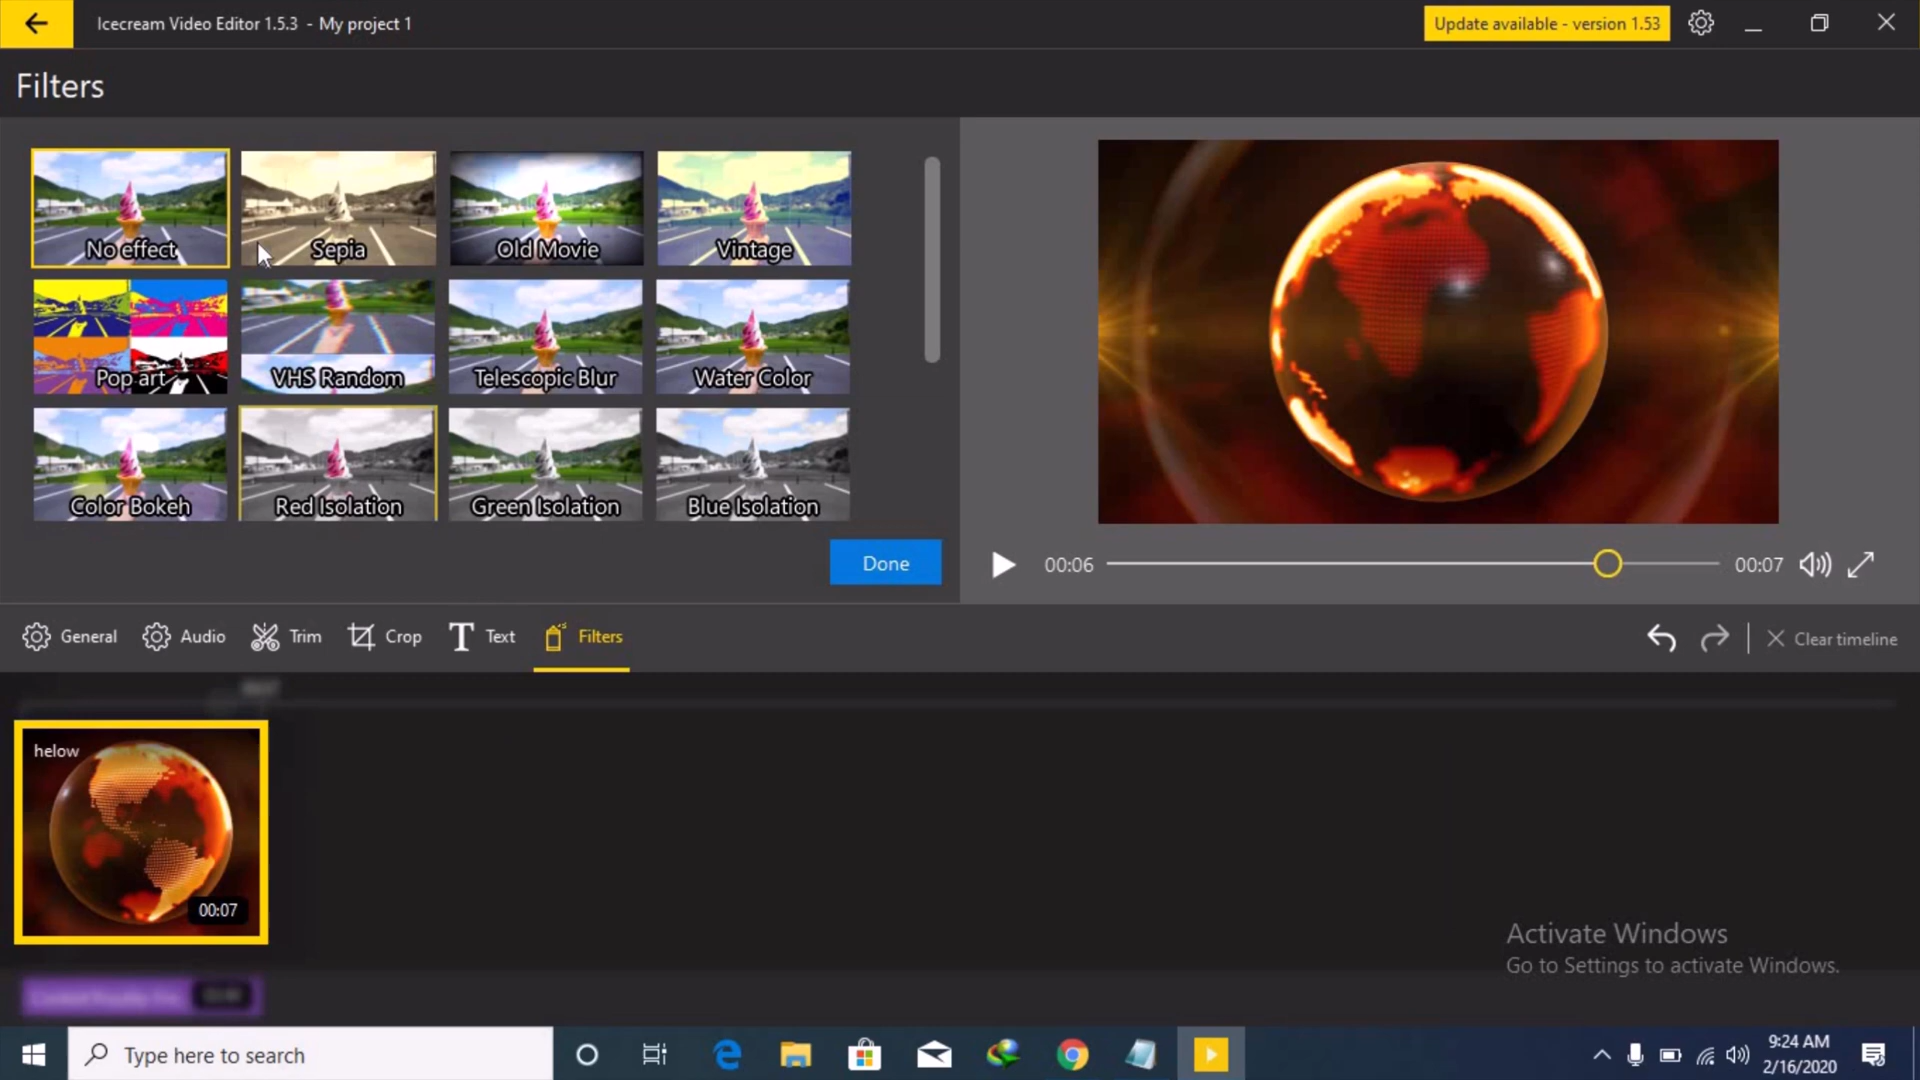 Icecream Video Editor 1.5.3 - My project 1
Update available - version 1.53
Filters
No effect
Sepia
Old Movie
Vintage
Pop art
VHS Random
Telescopic Blur
Water Color
Color Bokeh
Red Isolation
Green Isolation
Blue Isolation
Done
00:06
00:07
General
Audio
Trim
Crop
Text
Filters
Clear timeline
helow
00:07
Activate Windows
Go to Settings to activate Windows.
Type here to search
9:24 AM
2/16/2020